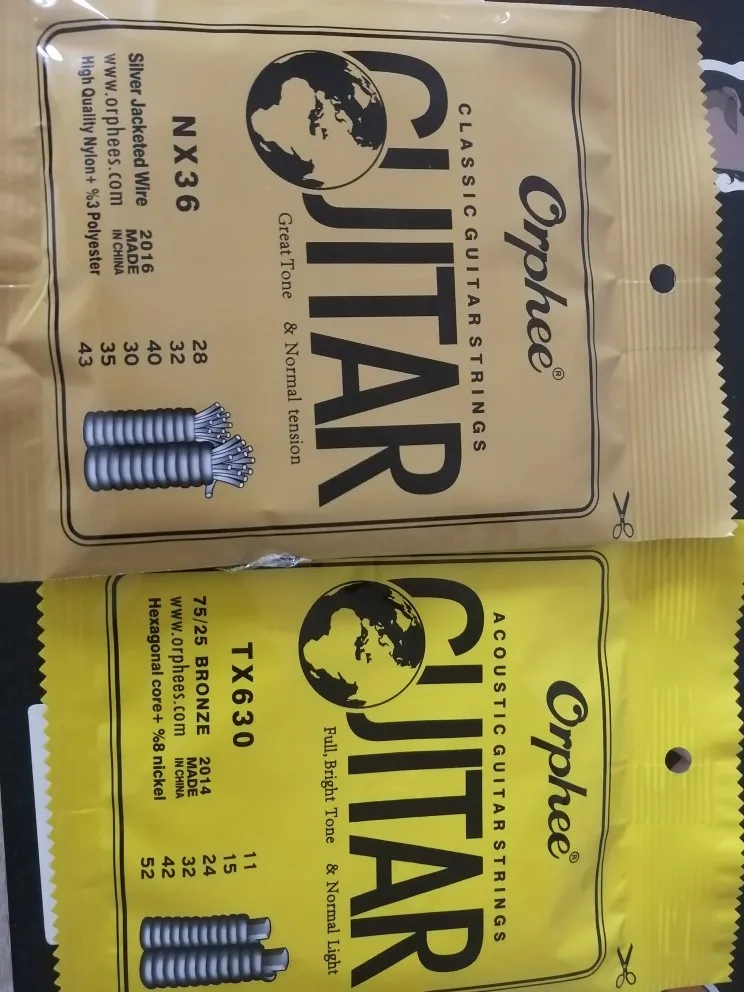 Orphee®
CLASSIC GUITAR STRINGS
GUITAR
Great Tone & Normal tension
NX36
Silver Jacketed Wire
www.orphees.com
High Quality Nylon+ %3 Polyester
2016
MADE
IN CHINA
28
32
40
30
35
43
Orphee®
ACOUSTIC GUITAR STRINGS
GUITAR
Full, Bright Tone & Normal Light
TX630
75/25 BRONZE
www.orphees.com
Hexagonal core+ %8 nickel
2014
MADE
IN CHINA
11
15
24
32
42
52